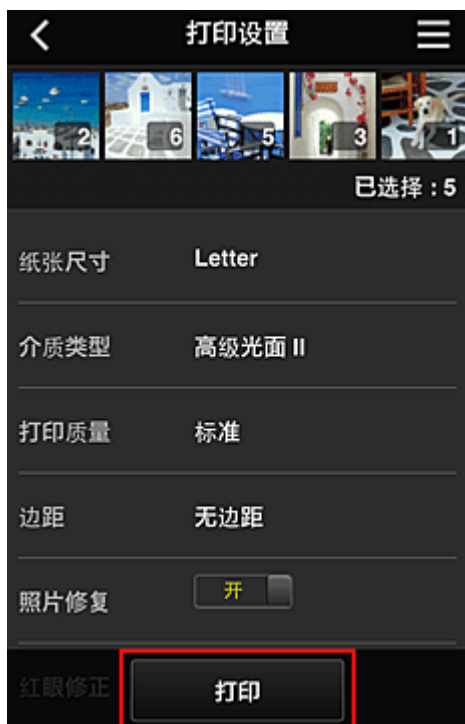 打印设置
2 6 5 3 1
已选择：5
纸张尺寸 Letter
介质类型 高级光面 II
打印质量 标准
边距 无边距
照片修复 开
红眼修正 打印